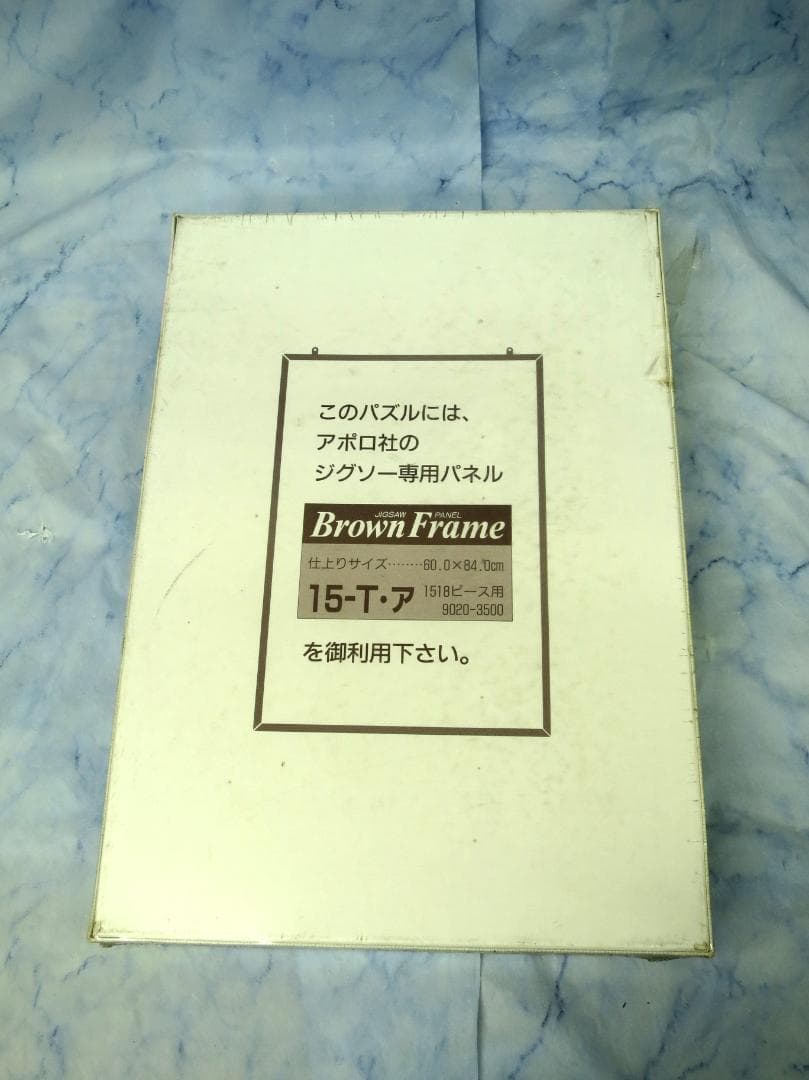 このパズルには、
アポロ社の
ジグソー専用パネル
JIGSAW PANEL
Brown Frame
仕上りサイズ………60.0×84.0cm
15-T・ア 1518ピース用
9020-3500
を御利用下さい。